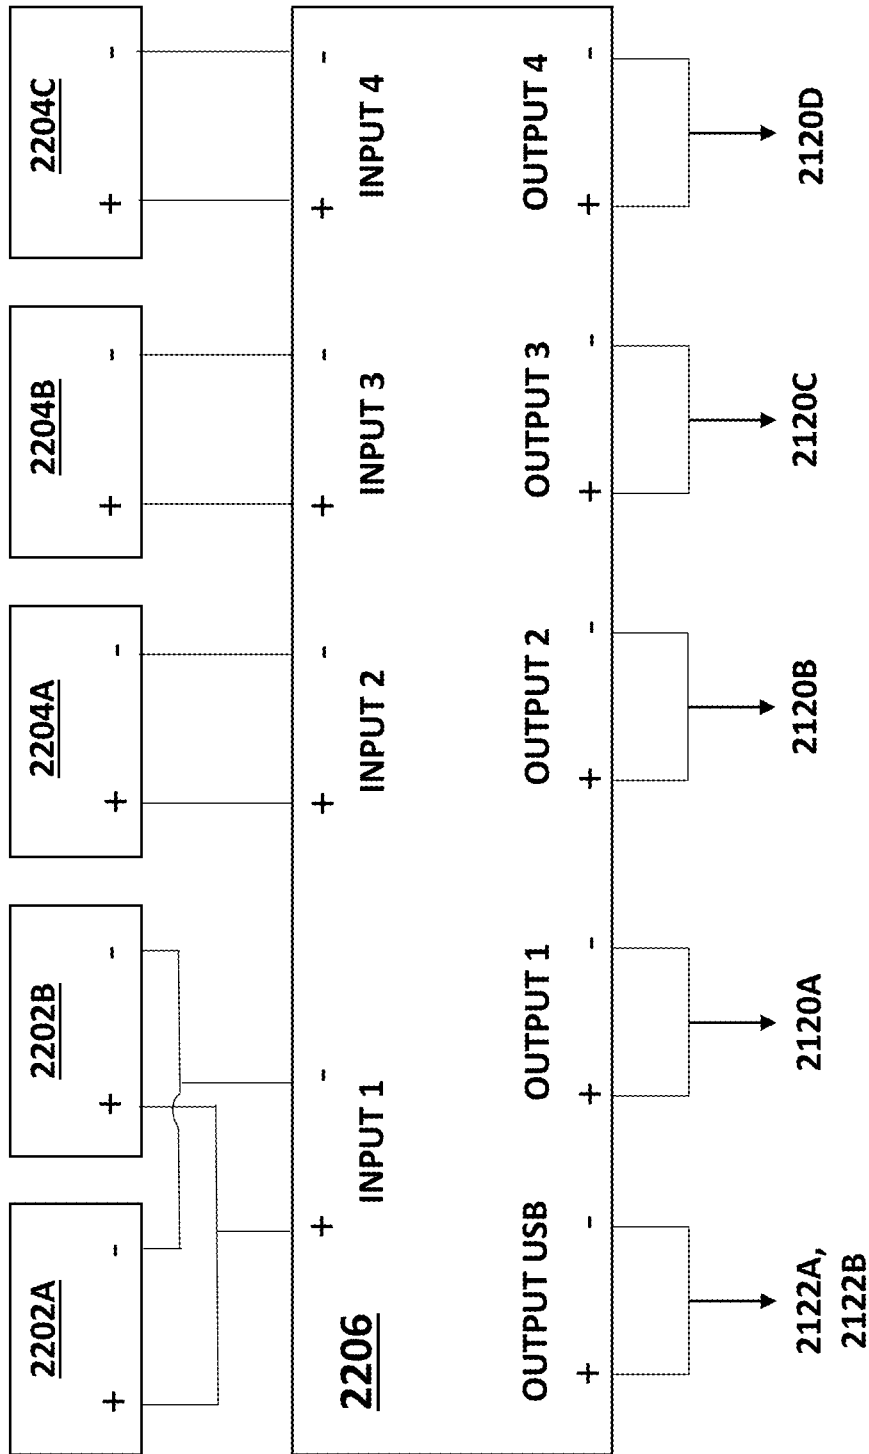 2202A
2202B
2204A
2204B
2204C
+ -
+ -
+ -
+ -
+ -
+ -
+ -
+ -
+ -
2206
INPUT 1
INPUT 2
INPUT 3
INPUT 4
OUTPUT USB
OUTPUT 1
OUTPUT 2
OUTPUT 3
OUTPUT 4
+ -
+ -
+ -
+ -
+ -
2122A,
2122B
2120A
2120B
2120C
2120D